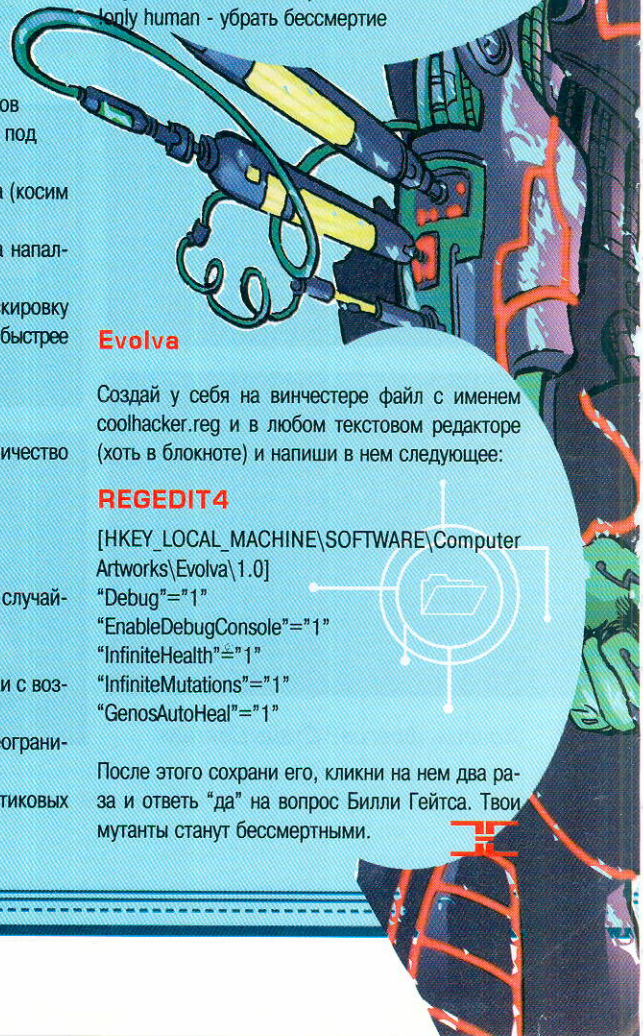 ов
под
а (косим
а напал-
скировку
быстрее
ичество
случай-
и с воз-
еограни-
тиковых
!only human - убрать бессмертие
Evolva
Создай у себя на винчестере файл с именем
coolhacker.reg и в любом текстовом редакторе
(хоть в блокноте) и напиши в нем следующее:
REGEDIT4
[HKEY_LOCAL_MACHINE\SOFTWARE\Computer
Artworks\Evolva\1.0]
"Debug"="1"
"EnableDebugConsole"="1"
"InfiniteHealth"="1"
"InfiniteMutations"="1"
"GenosAutoHeal"="1"
После этого сохрани его, кликни на нем два ра-
за и ответь "да" на вопрос Билли Гейтса. Твои
мутанты станут бессмертными.